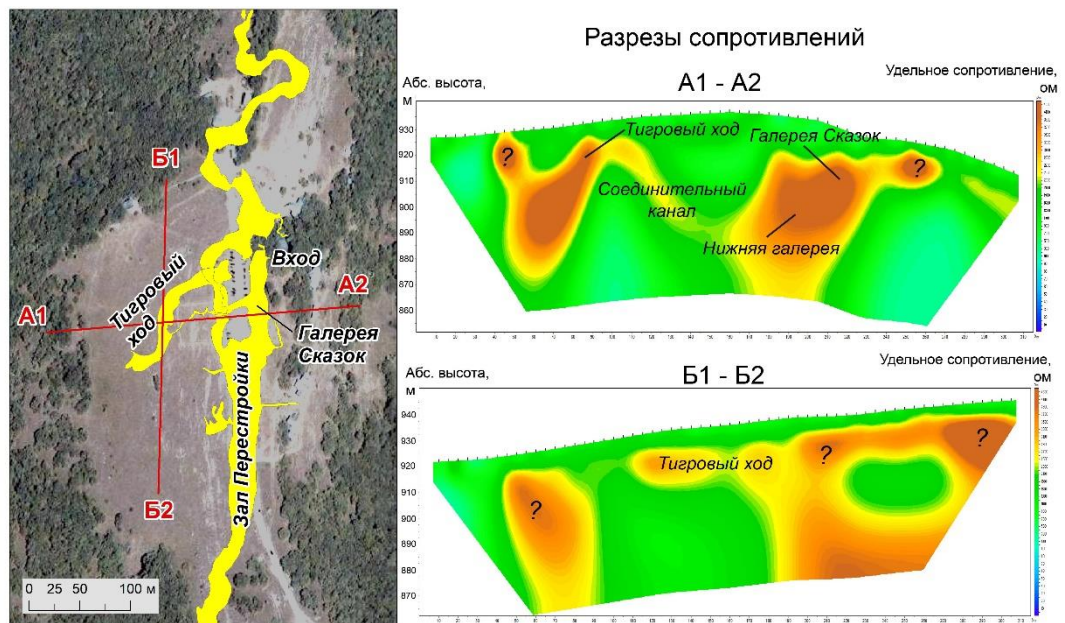 Б1
А1
А2
Б2
Тигровый
ход
Вход
Галерея
Сказок
Зал Перестройки
0 25 50 100 м
Разрезы сопротивлений
Абс. высота,
м
А1 - А2
Удельное сопротивление,
ом
930
920
910
900
890
880
870
860
?
Тигровый ход
Галерея Сказок
?
Соединительный
канал
Нижняя галерея
Абс. высота,
м
Б1 - Б2
Удельное сопротивление,
ом
940
930
920
910
900
890
880
870
?
Тигровый ход
?
?